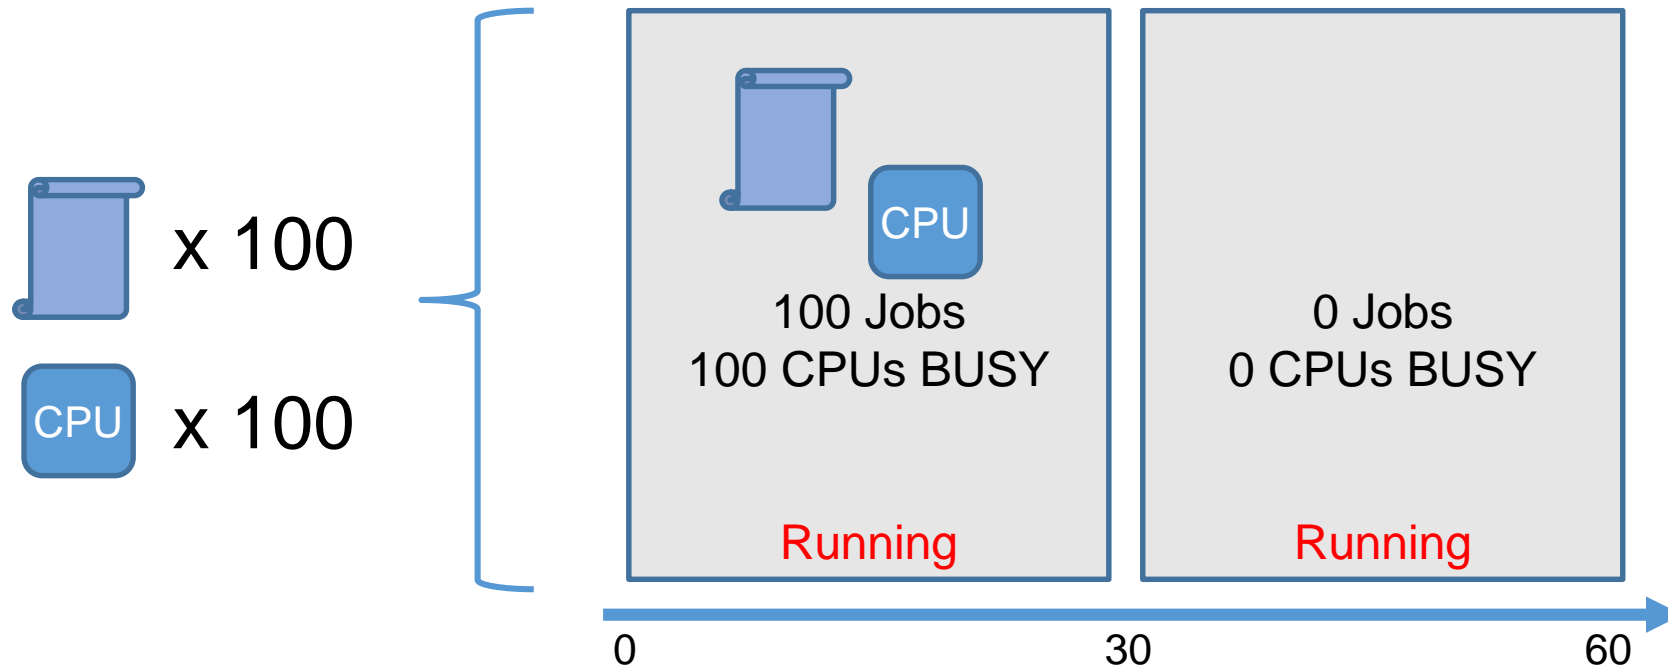 x 100
CPU
x 100
CPU
100 Jobs
100 CPUs BUSY
Running
0 Jobs
0 CPUs BUSY
Running
0
30
60